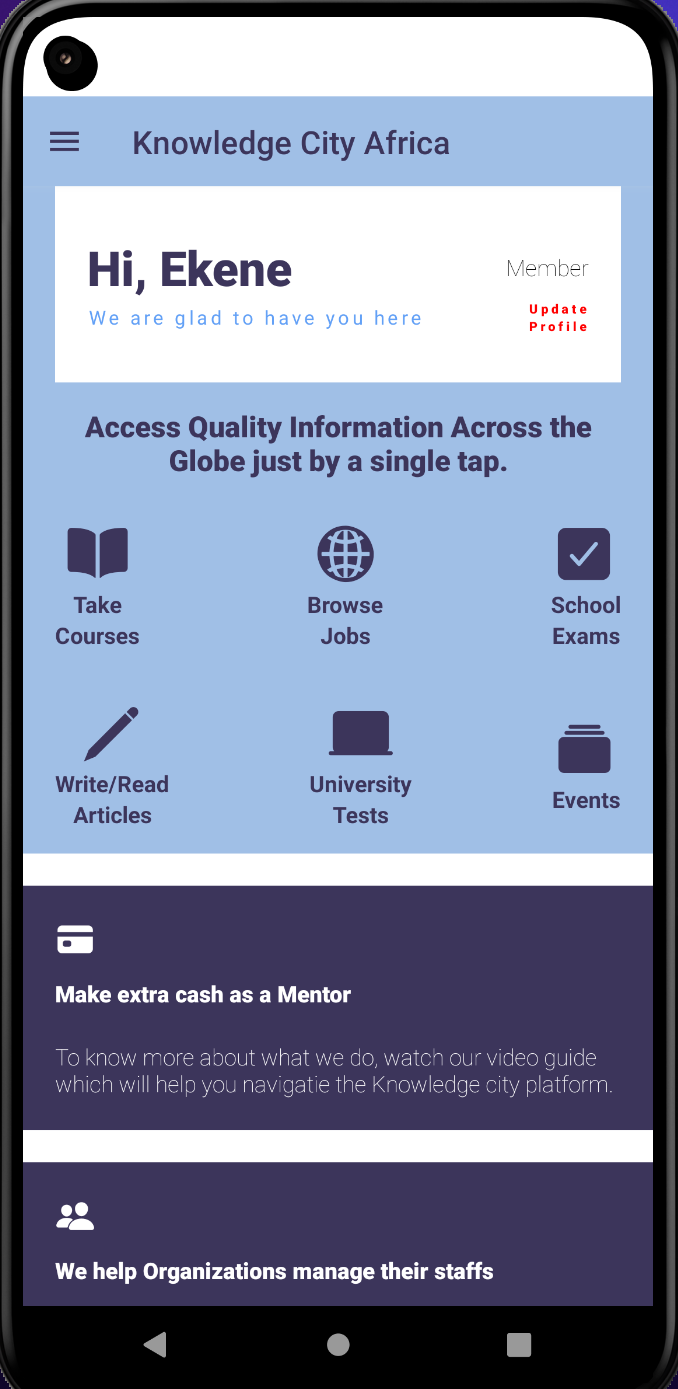 Knowledge City Africa
Hi, Ekene
We are glad to have you here
Member
Update
Profile
Access Quality Information Across the
Globe just by a single tap.
Take
Courses
Browse
Jobs
School
Exams
Write/Read
Articles
University
Tests
Events
Make extra cash as a Mentor
To know more about what we do, watch our video guide
which will help you navigatie the Knowledge city platform.
We help Organizations manage their staffs